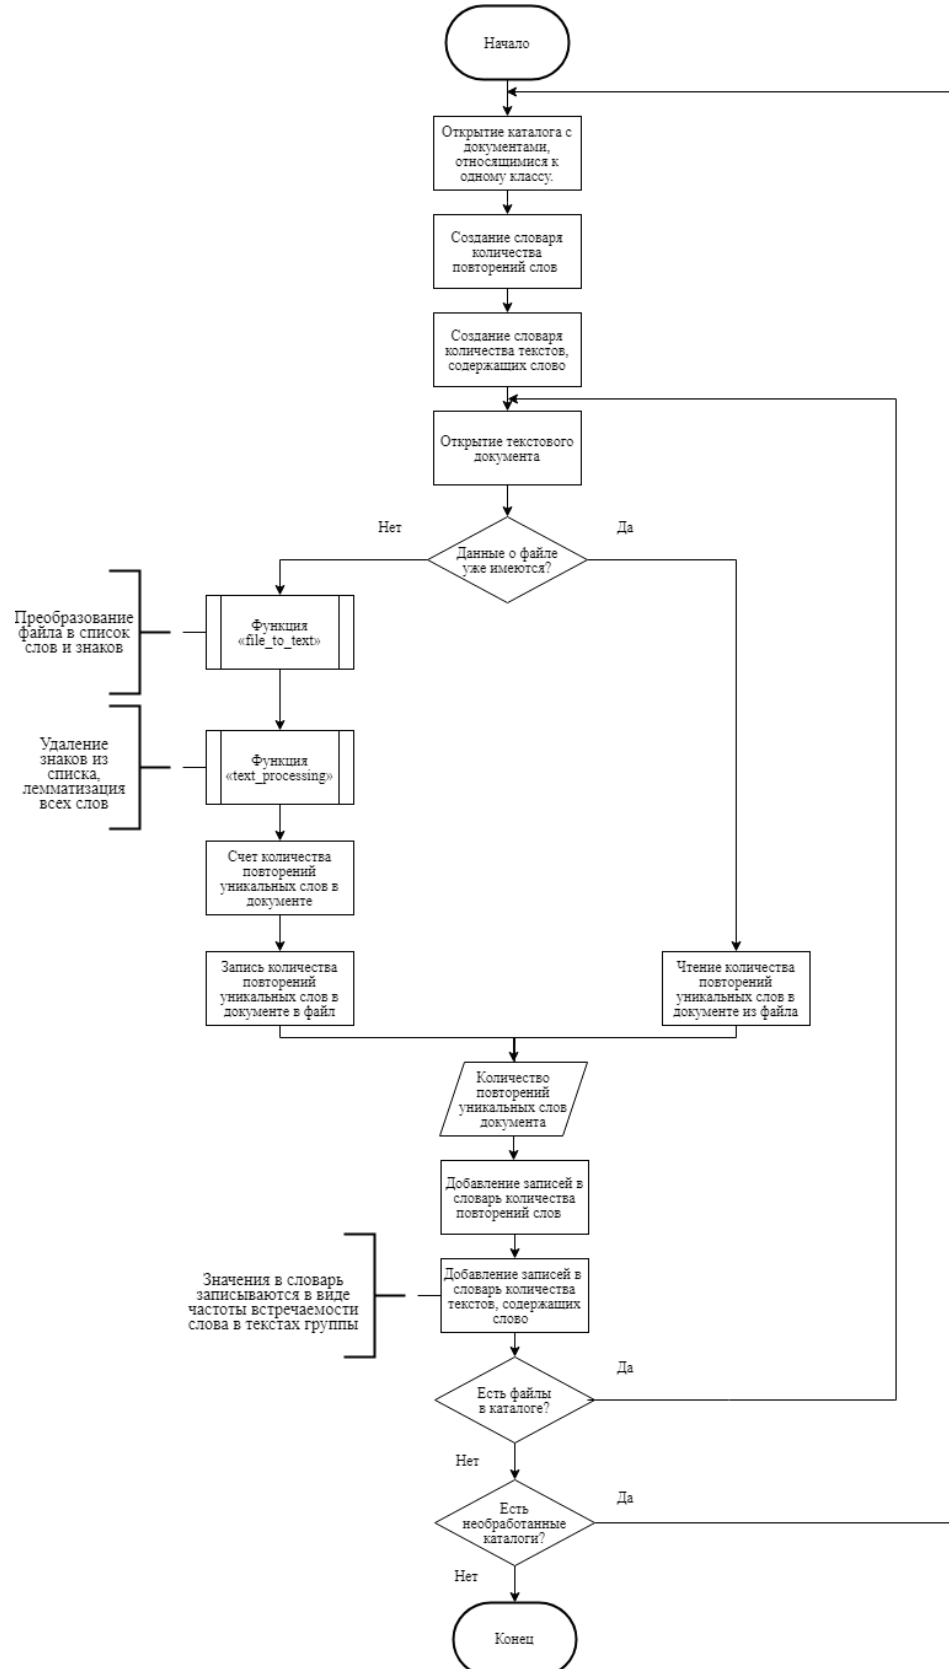 Начало
Открытие каталога с
документами,
относящимися к
одному классу.
Создание словаря
количества
повторений слов
Создание словаря
количества текстов,
содержащих слово
Открытие текстового
документа
Нет
Да
Данные о файле
уже имеются?
Преобразование
файла в список
слов и знаков
Функция
«file_to_text»
Удаление
знаков из
списка,
лемматизация
всех слов
Функция
«text_processing»
Счет количества
повторений
уникальных слов в
документе
Запись количества
повторений
уникальных слов в
документе в файл
Чтение количества
повторений
уникальных слов в
документе из файла
Количество
повторений
уникальных слов
документа
Добавление записей в
словарь количества
повторений слов
Значения в словарь
записываются в виде
частоты встречаемости
слова в текстах группы
Добавление записей в
словарь количества
текстов, содержащих
слово
Да
Есть файлы
в каталоге?
Нет
Да
Есть
необработанные
каталоги?
Нет
Конец